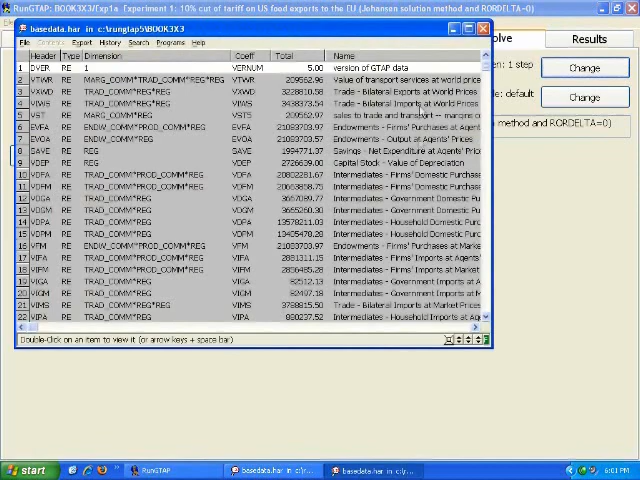 RunGTAP: BOOK3X3/Exp1a Experiment 1: 10% cut of tariff on US food exports to the EU (Johansen solution method and RORDELTA=0)
basedata.har in c:\rungtap5\BOOK3X3
File Contents Export History Search Programs Help
Header Type Dimension Coeff Total Name
1 DVER RE 1 VERNUM 5.00 version of GTAP data
2 VTWR RE MARG_COMM*TRAD_COMM*REG*REG VTWR 209562.96 Value of transport services at world price
3 VXWD RE TRAD_COMM*REG*REG VXWD 3228810.58 Trade - Bilateral Exports at World Prices
4 VIWS RE TRAD_COMM*REG*REG VIWS 3438373.54 Trade - Bilateral Imports at World Prices
5 VST RE MARG_COMM*REG VST5 209562.96 sales to trade and transport -- margins c
6 EVFA RE ENDW_COMM*PROD_COMM*REG EVFA 21083703.97 Endowments - Firms' Purchases at Agen
7 EVOA RE ENDW_COMM*REG EVOA 21083703.57 Endowments - Output at Agents' Prices
8 SAVE RE REG SAVE 1994771.37 Savings - Net Expenditure at Agents' Pric
9 VDEP RE REG VDEP 2726639.00 Capital Stock - Value of Depreciation
10 VDFA RE TRAD_COMM*PROD_COMM*REG VDFA 20802281.67 Intermediates - Firms' Domestic Purchase
11 VDFM RE TRAD_COMM*PROD_COMM*REG VDFM 20663858.75 Intermediates - Firms' Domestic Purchase
12 VDGA RE TRAD_COMM*REG VDGA 3657089.77 Intermediates - Government Domestic Pu
13 VDGM RE TRAD_COMM*REG VDGM 3655260.30 Intermediates - Government Domestic Pu
14 VDPA RE TRAD_COMM*REG VDPA 13578211.03 Intermediates - Household Domestic Pur
15 VDPM RE TRAD_COMM*REG VDPM 13405478.28 Intermediates - Household Domestic Pur
16 VFM RE ENDW_COMM*PROD_COMM*REG VFM 21083703.97 Endowments - Firms' Purchases at Market
17 VIFA RE TRAD_COMM*PROD_COMM*REG VIFA 2881311.15 Intermediates - Firms' Imports at Agents'
18 VIFM RE TRAD_COMM*PROD_COMM*REG VIFM 2866485.28 Intermediates - Firms' Imports at Market
19 VIGA RE TRAD_COMM*REG VIGA 82512.13 Intermediates - Government Imports at
20 VIGM RE TRAD_COMM*REG VIGM 82497.18 Intermediates - Government Imports at
21 VIMS RE TRAD_COMM*REG*REG VIMS 3788815.50 Trade - Bilateral Imports at Market Price
22 VIPA RE TRAD_COMM*REG VIPA 880237.52 Intermediates - Household Imports at
Double-Click on an item to view it (or arrow keys + space bar)
olve Results
en: 1 step Change
le: default Change
method and RORDELTA=0)
start RunGTAP basedata.har in c:\r... basedata.har in c:\r... 6:01 PM